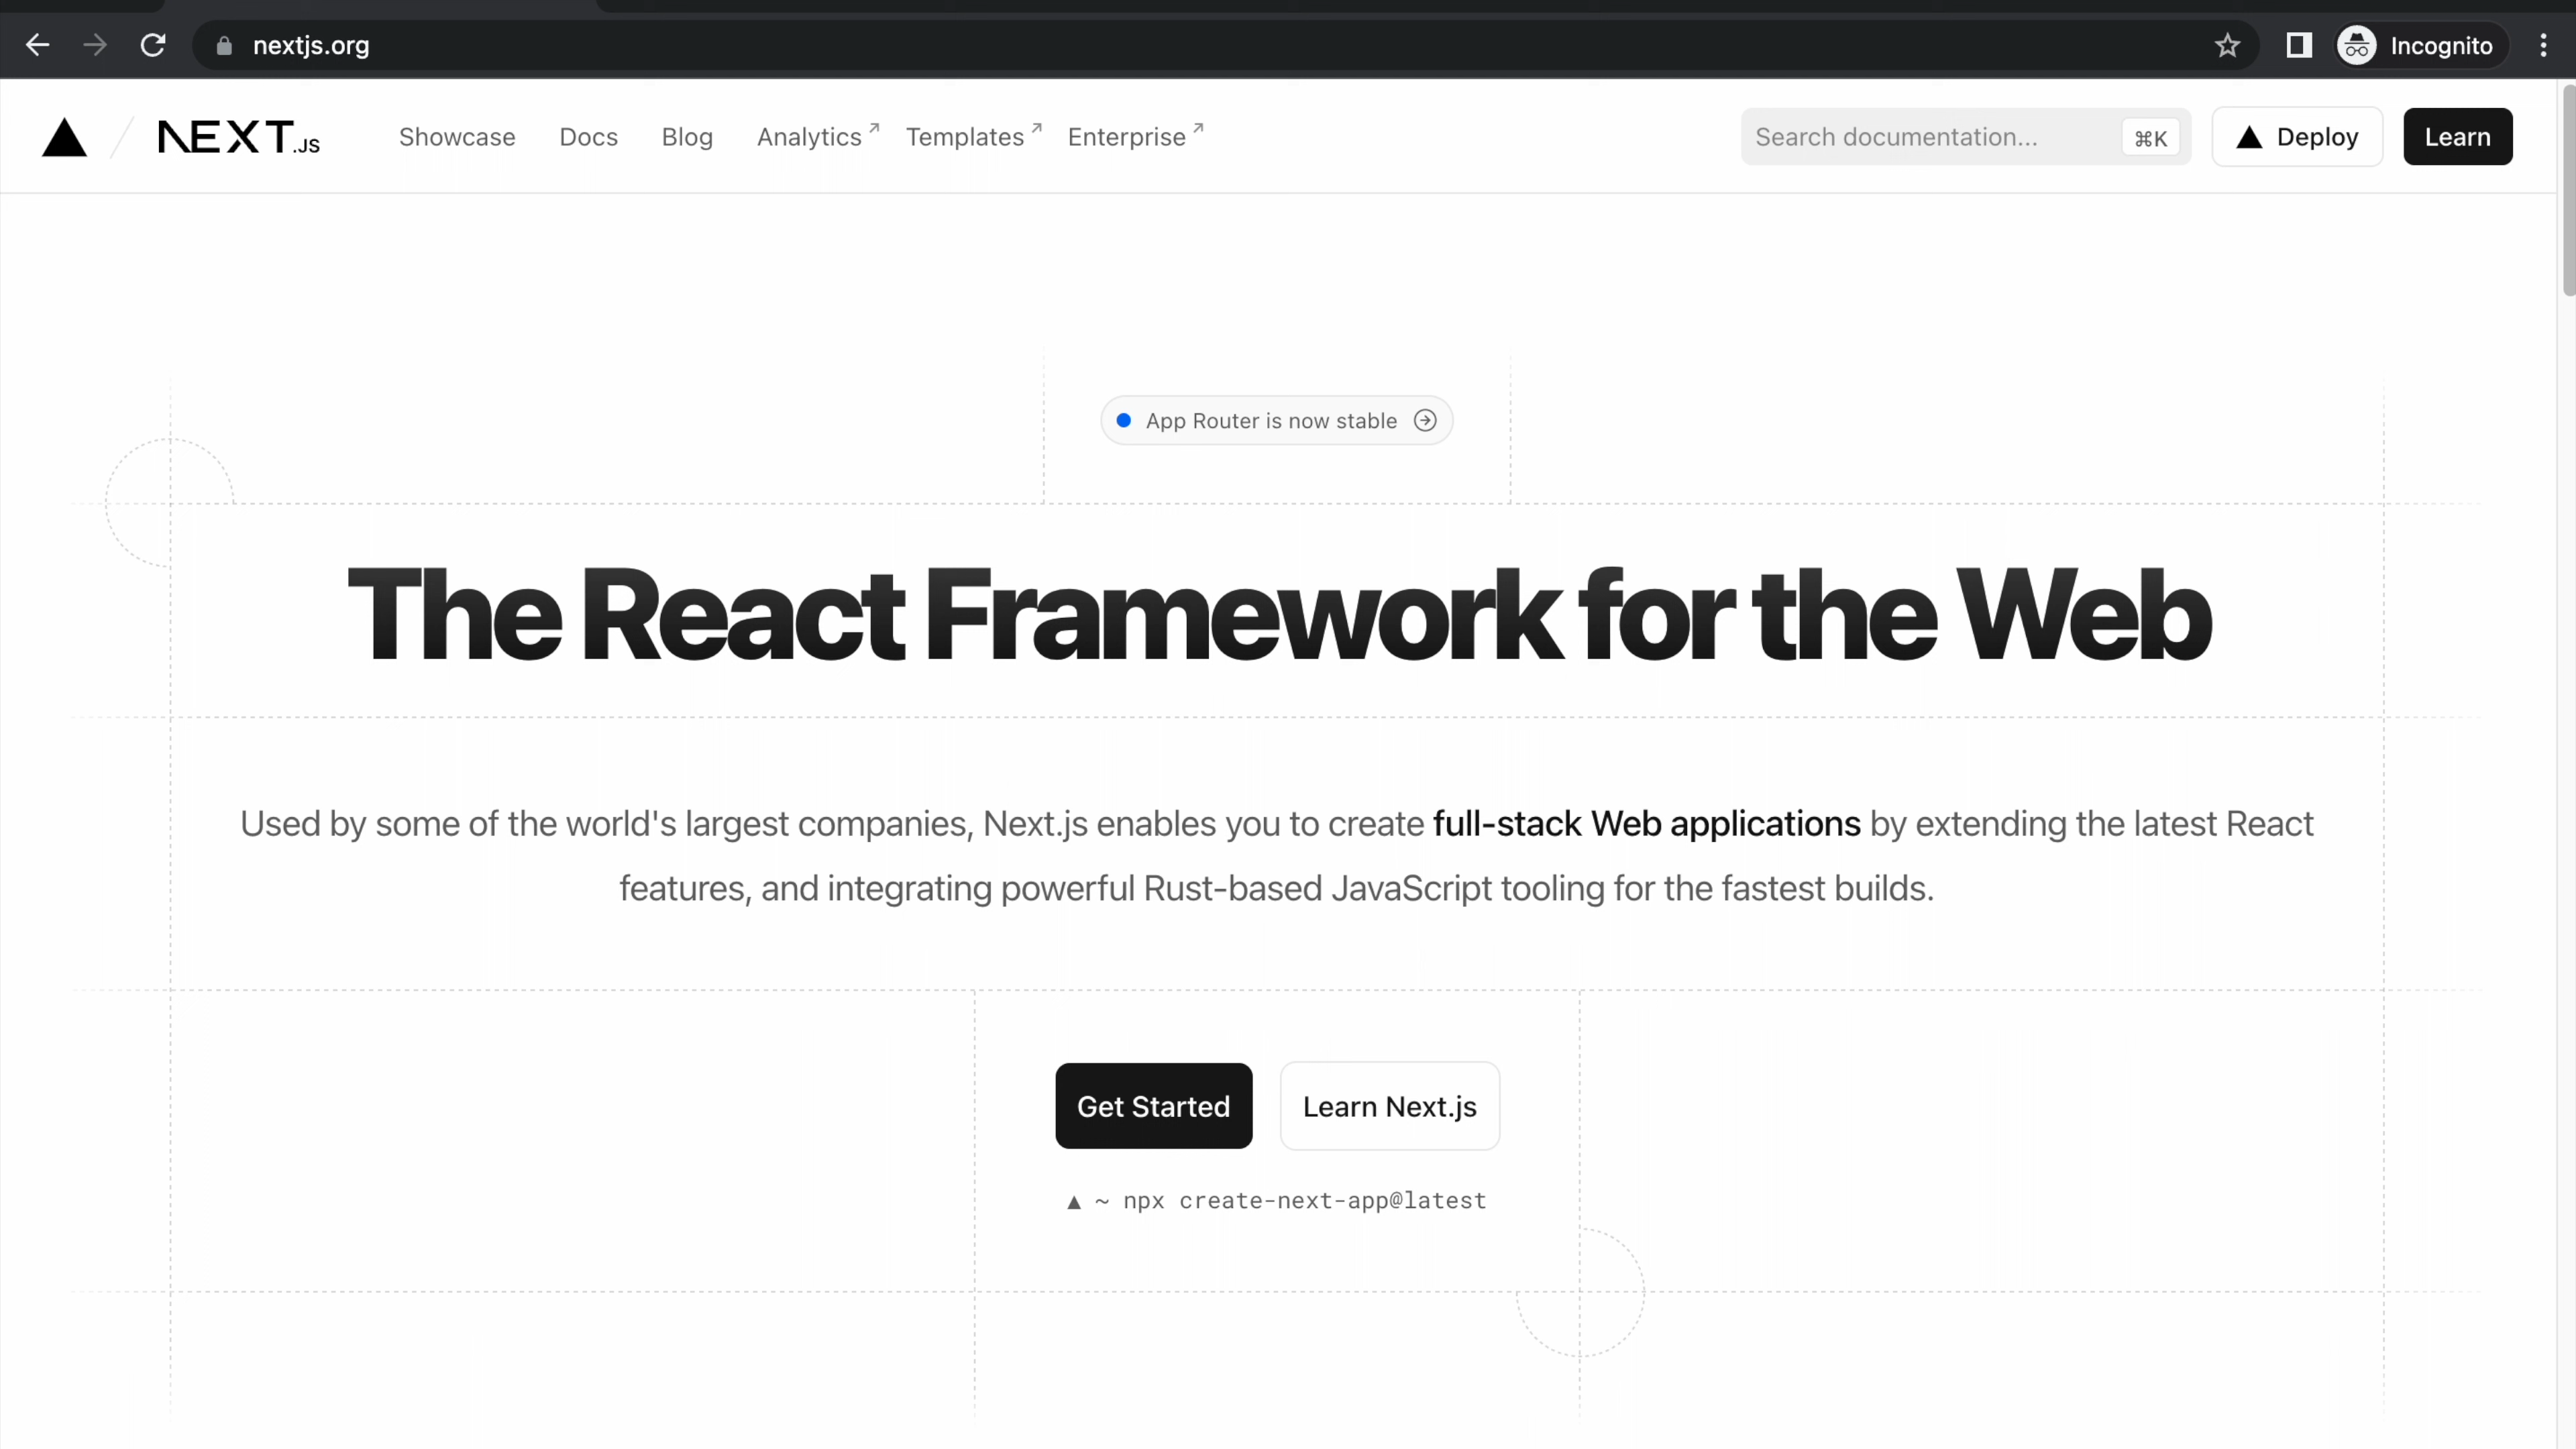 nextjs.org
Incognito
NEXT.JS
Showcase
Docs
Blog
Analytics
Templates
Enterprise
Search documentation...
⌘K
Deploy
Learn
App Router is now stable
The React Framework for the Web
Used by some of the world's largest companies, Next.js enables you to create full-stack Web applications by extending the latest React
features, and integrating powerful Rust-based JavaScript tooling for the fastest builds.
Get Started
Learn Next.js
▲ ~ npx create-next-app@latest